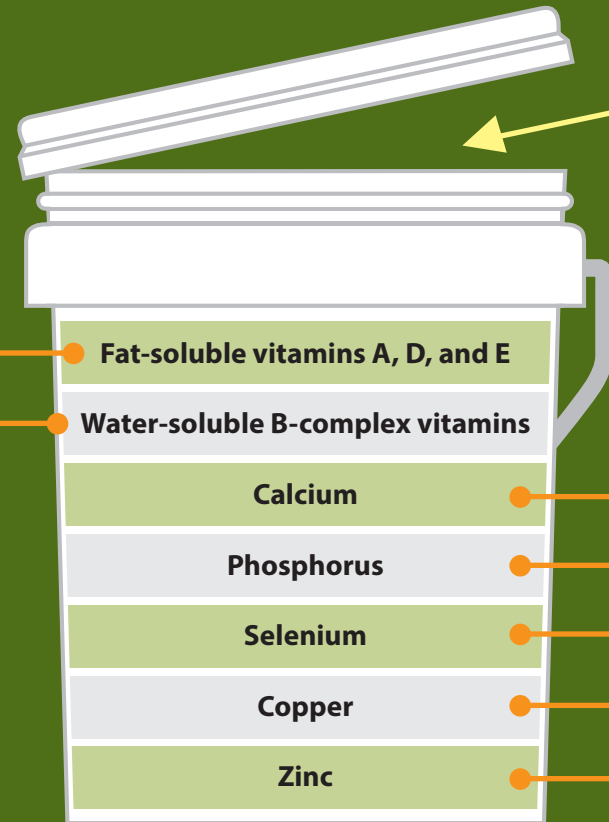 Fat-soluble vitamins A, D, and E
Water-soluble B-complex vitamins
Calcium
Phosphorus
Selenium
Copper
Zinc